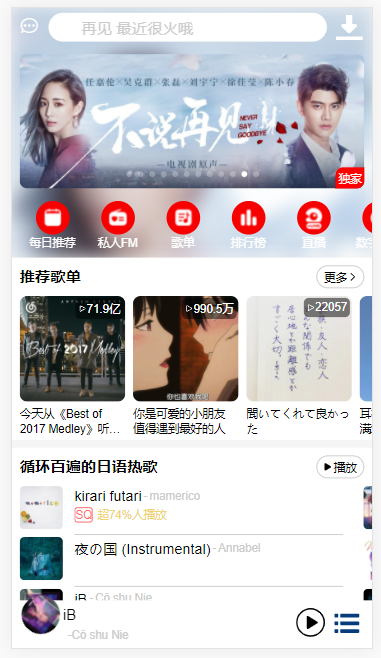 再见 最近很火哦
任嘉伦×吴克群×张磊×刘宇宁×徐佳莹×陈小春
不说再见
NEVER
SAY
GOODBYE
—电视剧原声—
独家
每日推荐
私人FM
歌单
排行榜
直播
推荐歌单
更多
71.9亿
990.5万
22057
Best of 2017 Medley
你也喜欢我吧
今天从《Best of
2017 Medley》听...
你是可爱的小朋友
值得遇到最好的人
聞いてくれて良かっ
た
循环百遍的日语热歌
播放
kirari futari - mamerico
SQ 超74%人播放
夜の国 (Instrumental) - Annabel
iB - Cö shu Nie
iB
-Cö shu Nie